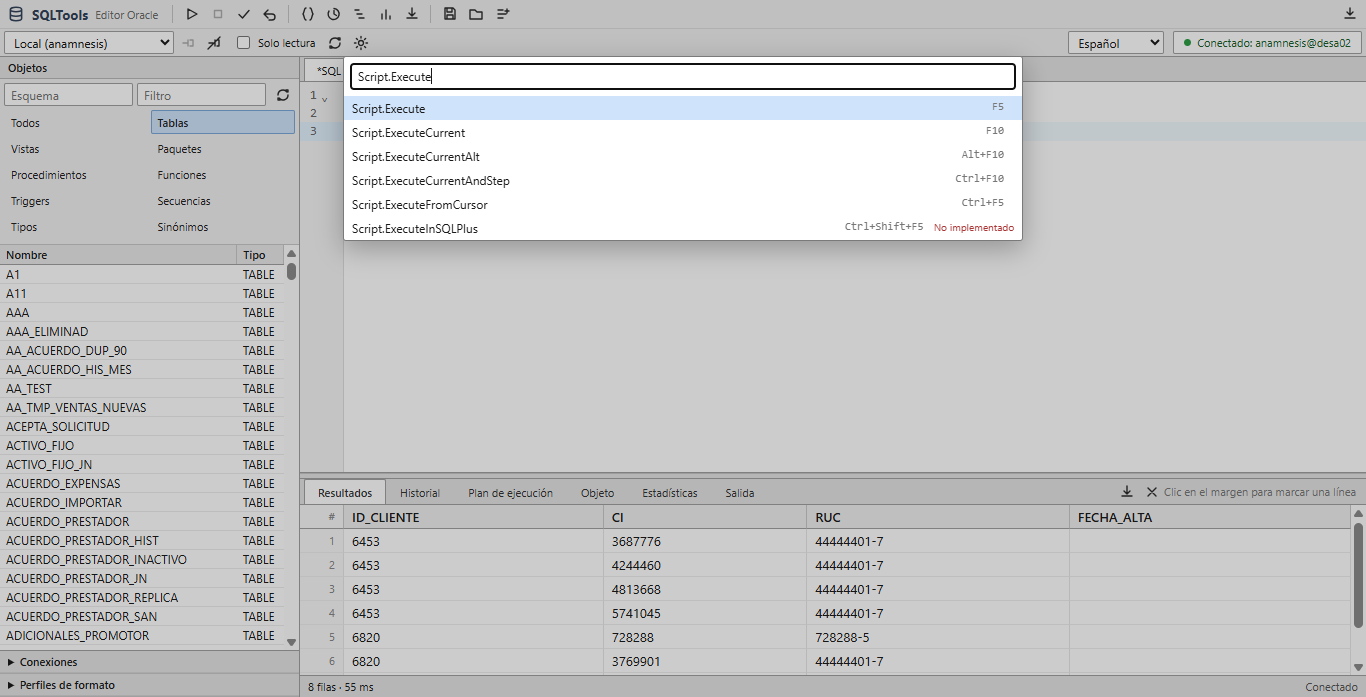 SQLTools Editor Oracle
Local (anamnesis) Solo lectura Español Conectado: anamnesis@desa02
Objetos
Esquema Filtro
Todos Tablas
Vistas Paquetes
Procedimientos Funciones
Triggers Secuencias
Tipos Sinónimos
Nombre Tipo
A1 TABLE
A11 TABLE
AAA TABLE
AAA_ELIMINAD TABLE
AA_ACUERDO_DUP_90 TABLE
AA_ACUERDO_HIS_MES TABLE
AA_TEST TABLE
AA_TMP_VENTAS_NUEVAS TABLE
ACEPTA_SOLICITUD TABLE
ACTIVO_FIJO TABLE
ACTIVO_FIJO_JN TABLE
ACUERDO_EXPENSAS TABLE
ACUERDO_IMPORTAR TABLE
ACUERDO_PRESTADOR TABLE
ACUERDO_PRESTADOR_HIST TABLE
ACUERDO_PRESTADOR_INACTIVO TABLE
ACUERDO_PRESTADOR_JN TABLE
ACUERDO_PRESTADOR_REPLICA TABLE
ACUERDO_PRESTADOR_SAN TABLE
ADICIONALES_PROMOTOR TABLE
Conexiones
Perfiles de formato
*SQL
1
2
3
Script.Execute
Script.Execute F5
Script.ExecuteCurrent F10
Script.ExecuteCurrentAlt Alt+F10
Script.ExecuteCurrentAndStep Ctrl+F10
Script.ExecuteFromCursor Ctrl+F5
Script.ExecuteInSQLPlus Ctrl+Shift+F5 No implementado
Resultados Historial Plan de ejecución Objeto Estadísticas Salida Clic en el margen para marcar una línea
# ID_CLIENTE CI RUC FECHA_ALTA
1 6453 3687776 44444401-7
2 6453 4244460 44444401-7
3 6453 4813668 44444401-7
4 6453 5741045 44444401-7
5 6820 728288 728288-5
6 6820 3769901 44444401-7
8 filas · 55 ms Conectado